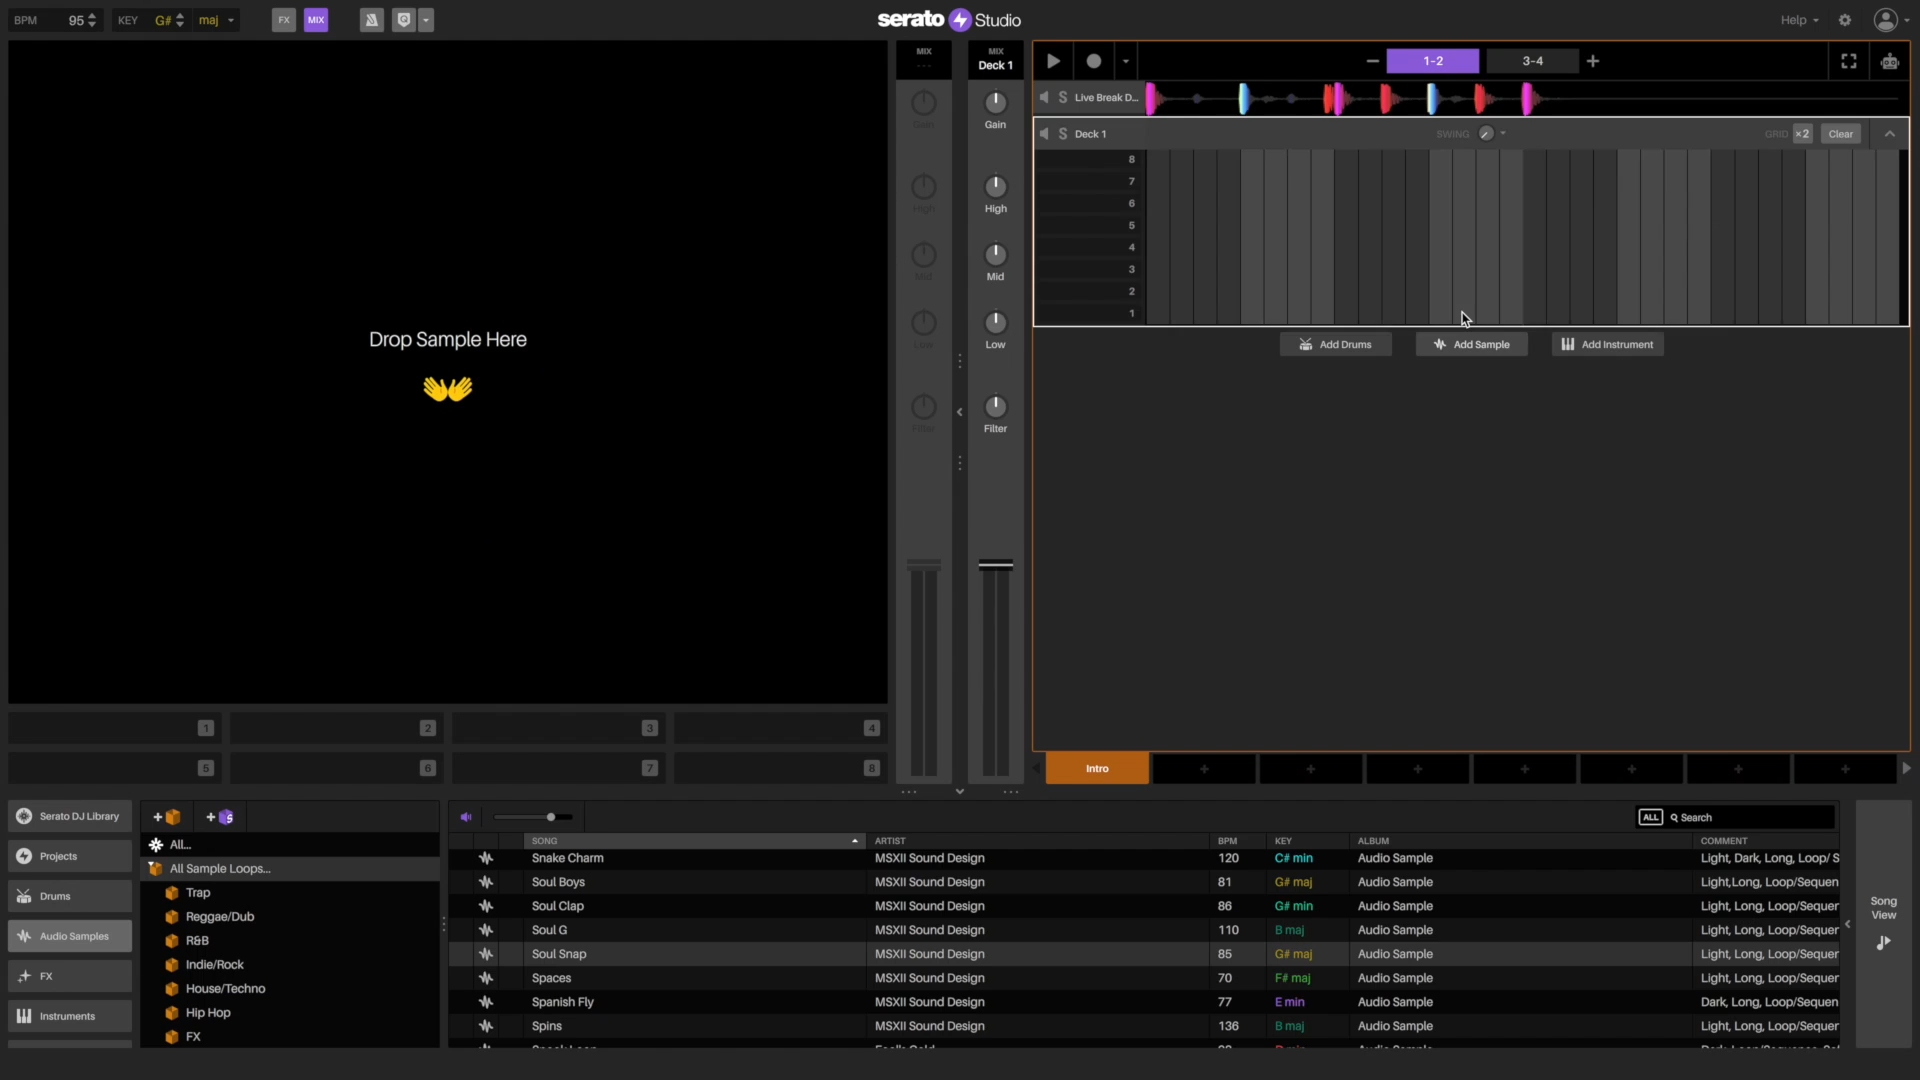 BPM 95 KEY G# maj FX MIX serato Studio Help
MIX MIX
--- Deck 1
1-2 3-4
S Live Break D...
S Deck 1 SWING GRID x2 Clear
Gain Gain
High High
Mid Mid
Low Low
Filter Filter
8
7
6
5
4
3
2
1
Add Drums Add Sample Add Instrument
Drop Sample Here
1 2 3 4
5 6 7 8
Intro + + + + + + +
Serato DJ Library
Projects
Drums
Audio Samples
FX
Instruments
All...
All Sample Loops...
Trap
Reggae/Dub
R&B
Indie/Rock
House/Techno
Hip Hop
FX
ALL Search
SONG ARTIST BPM KEY ALBUM COMMENT
Snake Charm MSXII Sound Design 120 C# min Audio Sample Light, Dark, Long, Loop/ S
Soul Boys MSXII Sound Design 81 G# maj Audio Sample Light,Long, Loop/Sequen
Soul Clap MSXII Sound Design 86 G# min Audio Sample Light, Long, Loop/Sequer
Soul G MSXII Sound Design 110 B maj Audio Sample Light, Long, Loop/Sequer
Soul Snap MSXII Sound Design 85 G# maj Audio Sample Light, Long, Loop/Sequer
Spaces MSXII Sound Design 70 F# maj Audio Sample Light, Long, Loop/Sequer
Spanish Fly MSXII Sound Design 77 E min Audio Sample Dark, Long, Loop/Sequen
Spins MSXII Sound Design 136 B maj Audio Sample Light, Long, Loop/Sequer
Song
View